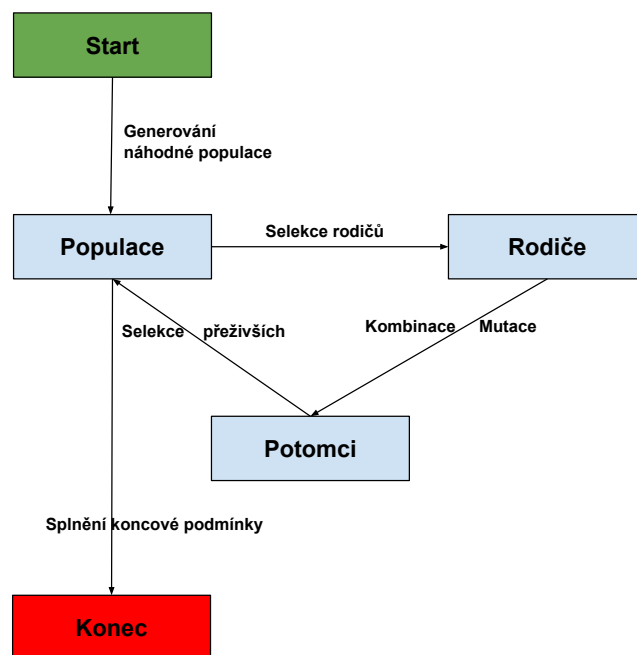 Start
Generování
náhodné populace
Populace
Selekce rodičů
Rodiče
Selekce přeživších
Kombinace Mutace
Potomci
Splnění koncové podmínky
Konec